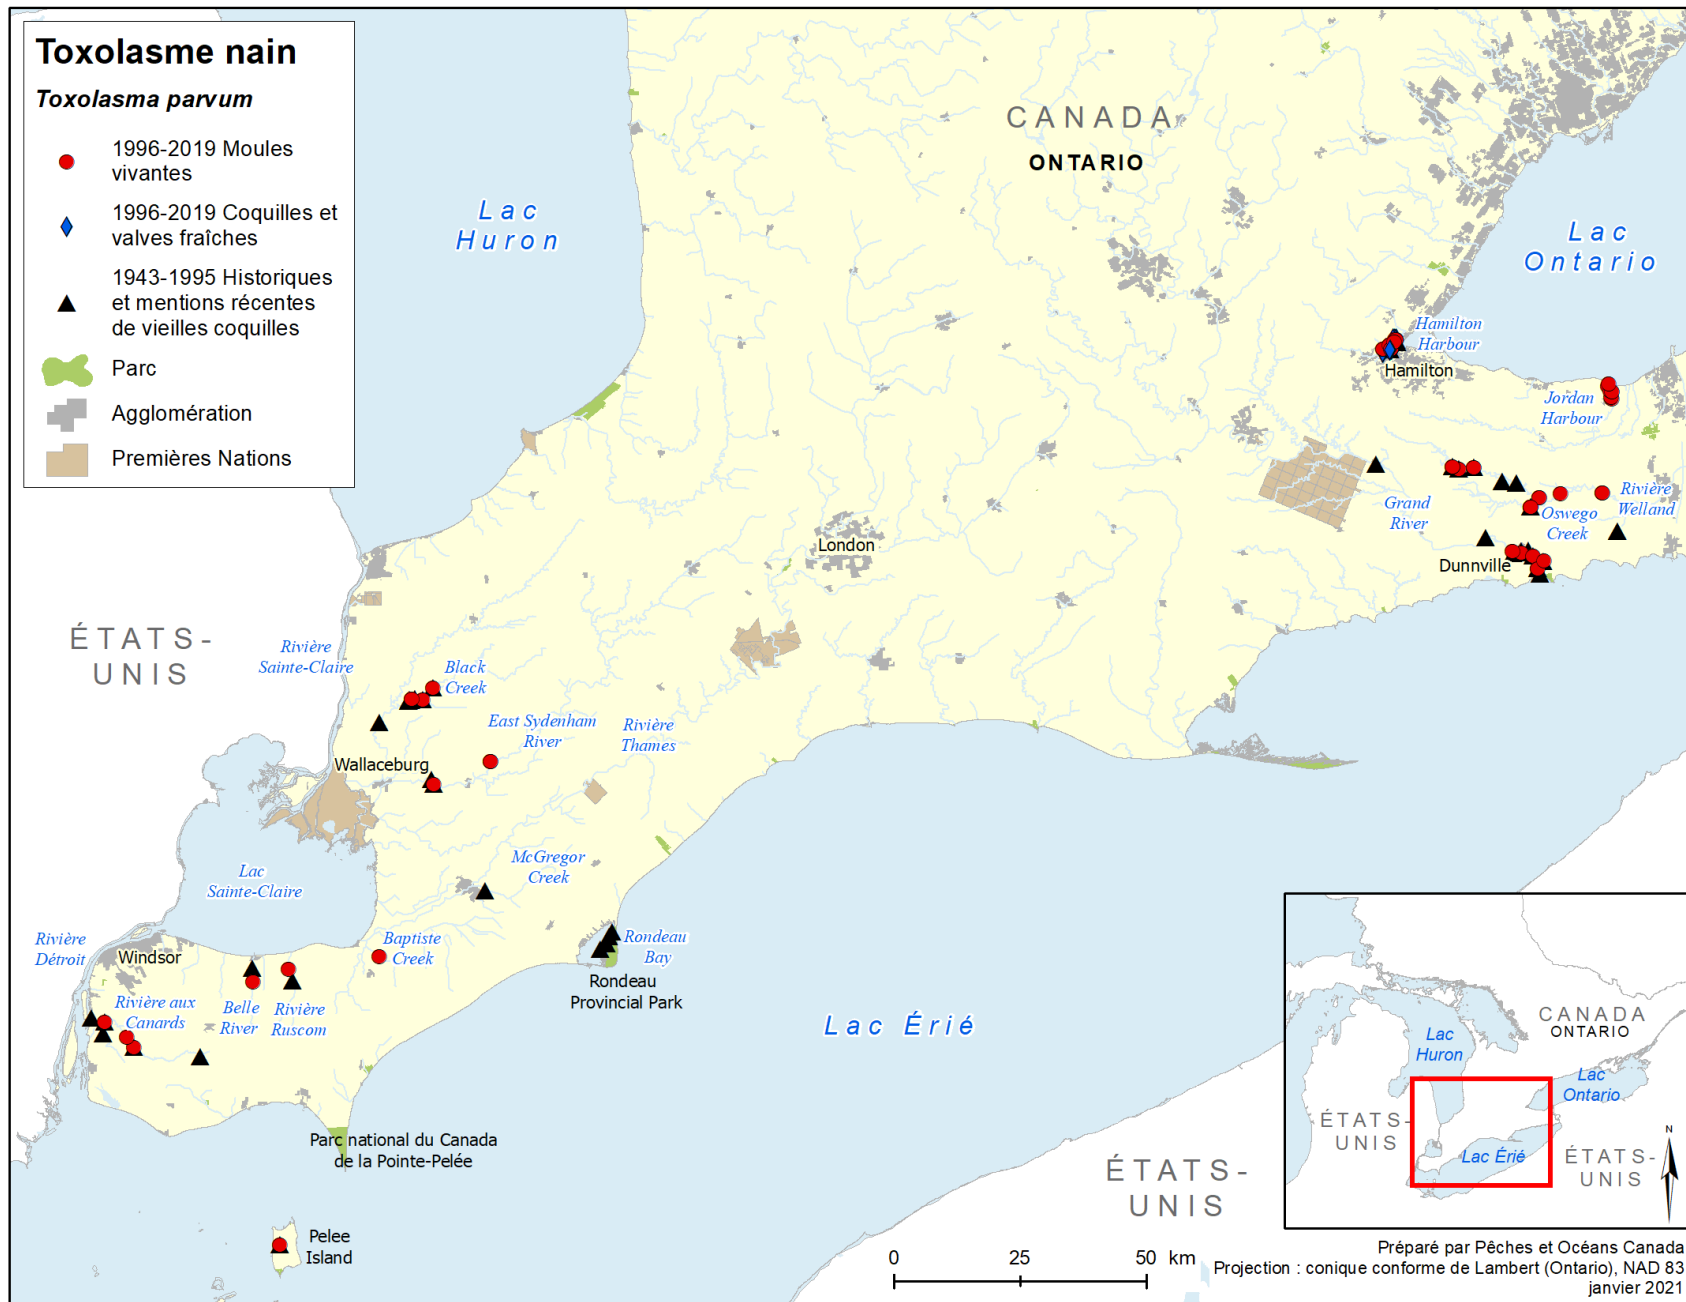 Toxolasme nain
Toxolasma parvum
1996-2019 Moules
vivantes
1996-2019 Coquilles et
valves fraîches
1943-1995 Historiques
et mentions récentes
de vieilles coquilles
Parc
Agglomération
Premières Nations
CANADA
ONTARIO
Lac
Huron
Lac
Ontario
Hamilton
Harbour
Hamilton
Jordan
Harbour
Grand
River
Rivière
Welland
Oswego
Creek
Dunnville
London
ÉTATS-
UNIS
Rivière
Sainte-Claire
Black
Creek
East Sydenham
River
Rivière
Thames
Wallaceburg
Lac
Sainte-Claire
McGregor
Creek
Rivière
Détroit
Windsor
Baptiste
Creek
Rondeau
Bay
Rondeau
Provincial Park
Rivière aux
Canards
Belle
River
Rivière
Ruscom
Lac Érié
Parc national du Canada
de la Pointe-Pelée
ÉTATS-
UNIS
Pelee
Island
0 25 50 km
CANADA
ONTARIO
Lac
Huron
Lac
Ontario
ÉTATS-
UNIS
Lac Érié
ÉTATS-
UNIS
N
Préparé par Pêches et Océans Canada
Projection : conique conforme de Lambert (Ontario), NAD 83
janvier 2021